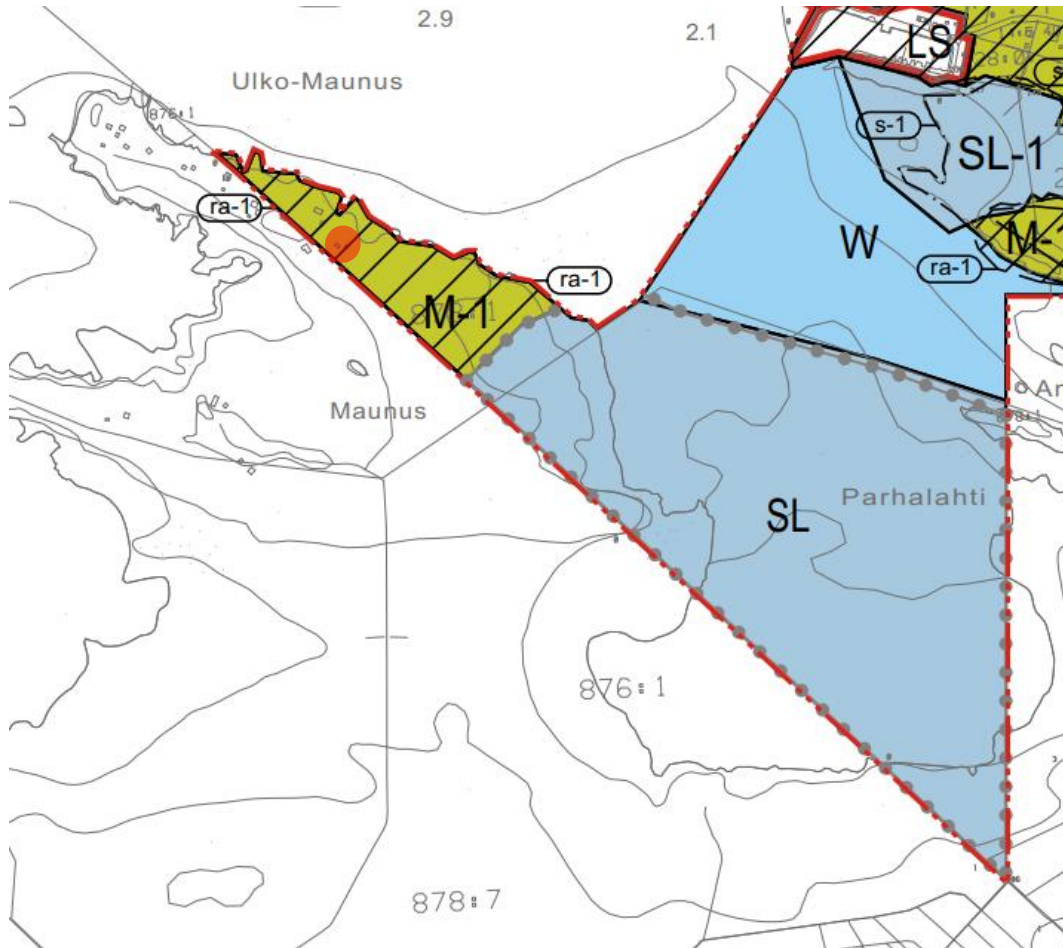 2.9
2.1
LS
Ulko-Maunus
876:1
s-1
SL-1
ra-1
W
M-1
ra-1
ra-1
M-1
Maunus
Parhalahti
SL
876:1
878:7